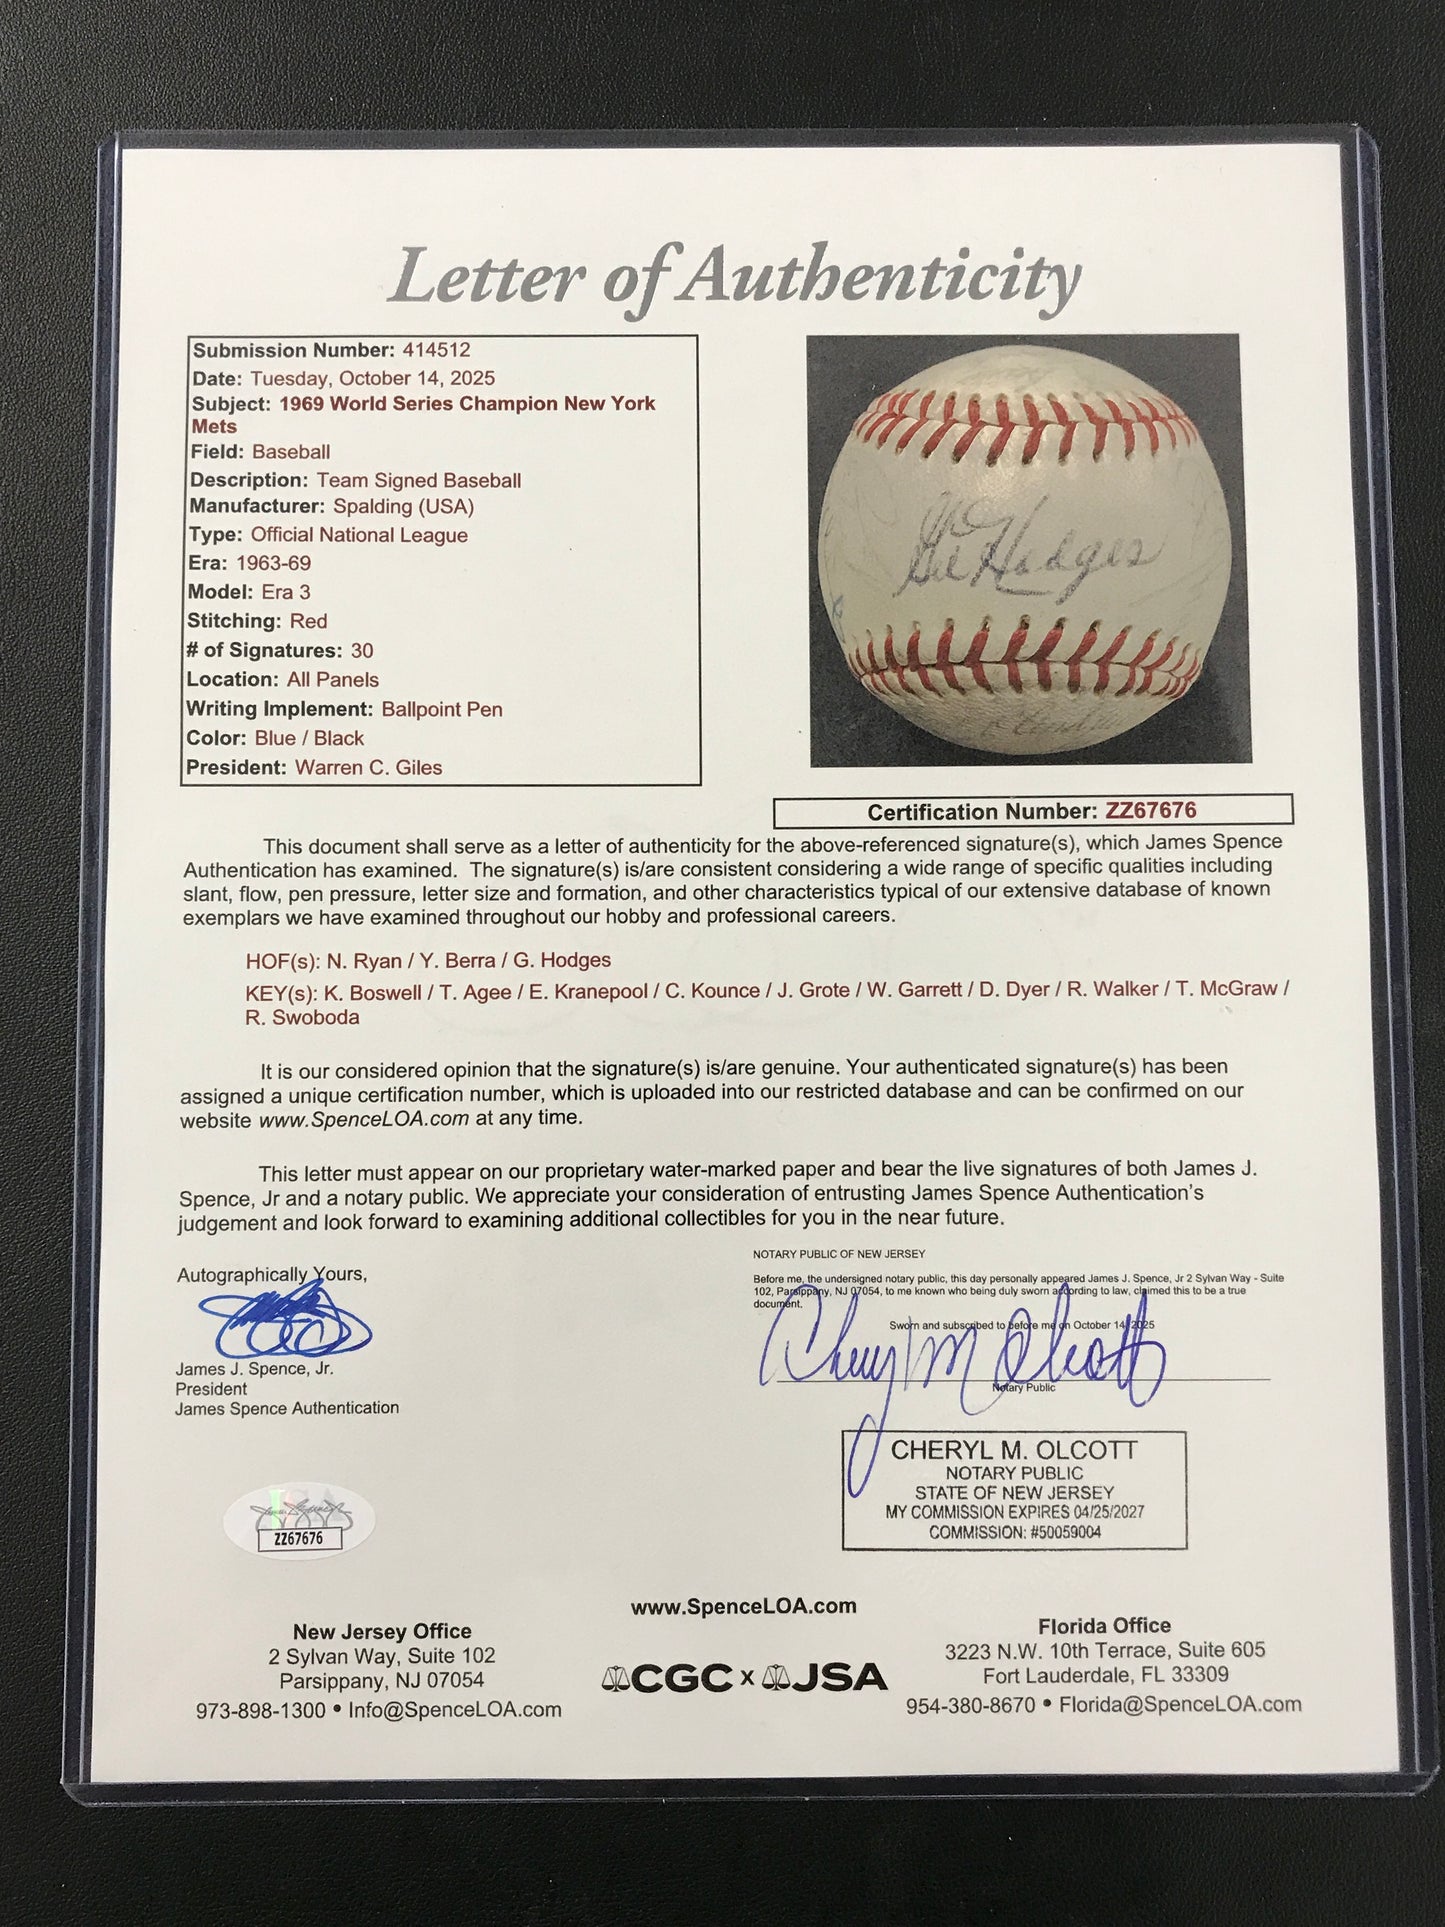 Letter of Authenticity
Submission Number: 414512
Date: Tuesday, October 14, 2025
Subject: 1969 World Series Champion New York
Mets
Field: Baseball
Description: Team Signed Baseball
Manufacturer: Spalding (USA)
Type: Official National League
Era: 1963-69
Model: Era 3
Stitching: Red
# of Signatures: 30
Location: All Panels
Writing Implement: Ballpoint Pen
Color: Blue / Black
President: Warren C. Giles
Gil Hodges
Certification Number: ZZ67676
This document shall serve as a letter of authenticity for the above-referenced signature(s), which James Spence
Authentication has examined. The signature(s) is/are consistent considering a wide range of specific qualities including
slant, flow, pen pressure, letter size and formation, and other characteristics typical of our extensive database of known
exemplars we have examined throughout our hobby and professional careers.
HOF(s): N. Ryan / Y. Berra / G. Hodges
KEY(s): K. Boswell / T. Agee / E. Kranepool / C. Kounce / J. Grote / W. Garrett / D. Dyer / R. Walker / T. McGraw /
R. Swoboda
It is our considered opinion that the signature(s) is/are genuine. Your authenticated signature(s) has been
assigned a unique certification number, which is uploaded into our restricted database and can be confirmed on our
website www.SpenceLOA.com at any time.
This letter must appear on our proprietary water-marked paper and bear the live signatures of both James J.
Spence, Jr and a notary public. We appreciate your consideration of entrusting James Spence Authentication's
judgement and look forward to examining additional collectibles for you in the near future.
Autographically Yours,
James J. Spence, Jr.
President
James Spence Authentication
NOTARY PUBLIC OF NEW JERSEY
Before me, the undersigned notary public, this day personally appeared James J. Spence, Jr 2 Sylvan Way - Suite
102, Parsippany, NJ 07054, to me known who being duly sworn according to law, claimed this to be a true
document.
Sworn and subscribed to before me on October 14, 2025
Cheryl M Olcott
Notary Public
CHERYL M. OLCOTT
NOTARY PUBLIC
STATE OF NEW JERSEY
MY COMMISSION EXPIRES 04/25/2027
COMMISSION: #50059004
JSA
ZZ67676
www.SpenceLOA.com
New Jersey Office
2 Sylvan Way, Suite 102
Parsippany, NJ 07054
973-898-1300 • Info@SpenceLOA.com
CGC x JSA
Florida Office
3223 N.W. 10th Terrace, Suite 605
Fort Lauderdale, FL 33309
954-380-8670 • Florida@SpenceLOA.com